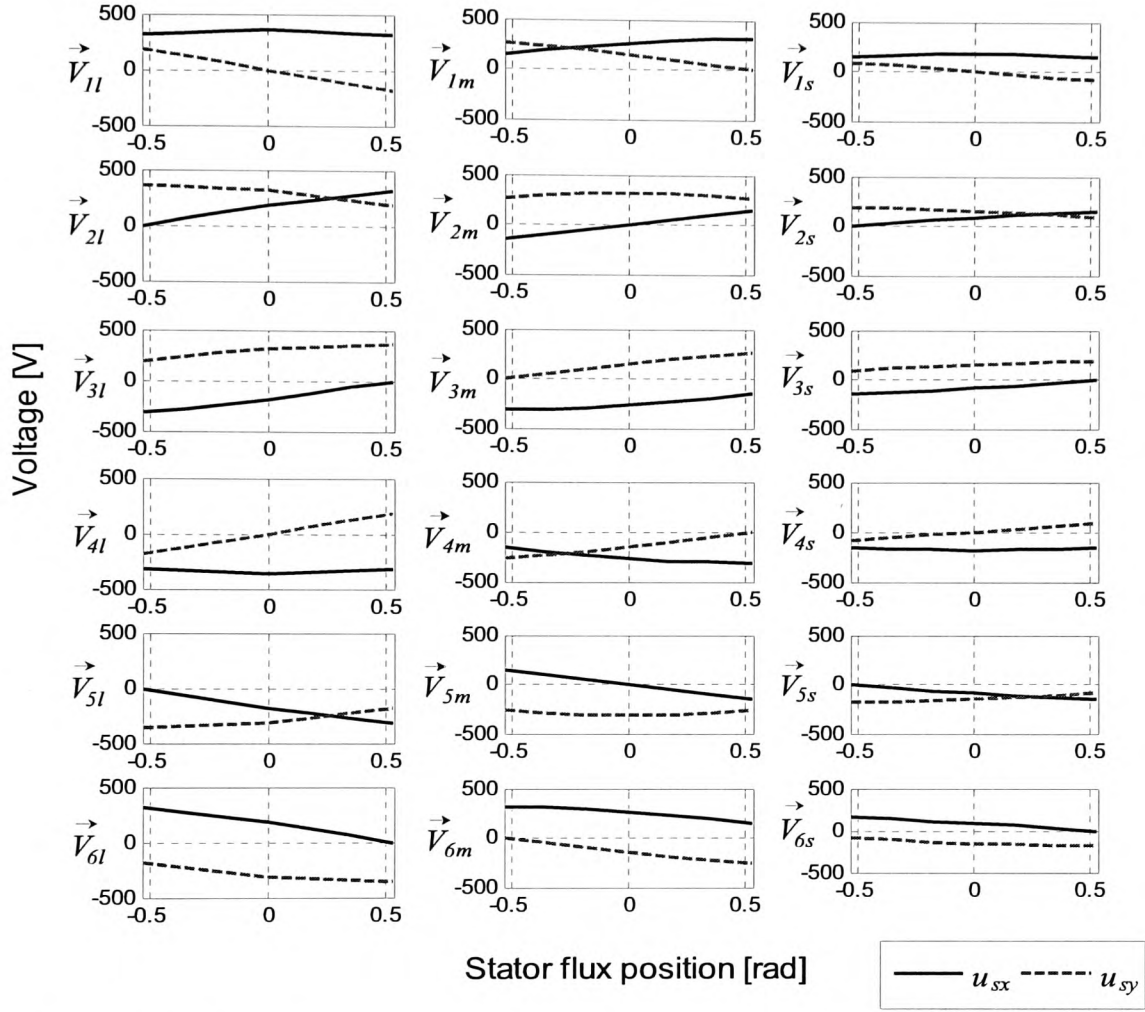 500 500 500
V1l 0 V1m 0 V1s 0
-500 -500 -500
-0.5 0 0.5 -0.5 0 0.5 -0.5 0 0.5
500 500 500
V2l 0 V2m 0 V2s 0
-500 -500 -500
-0.5 0 0.5 -0.5 0 0.5 -0.5 0 0.5
500 500 500
V3l 0 V3m 0 V3s 0
-500 -500 -500
-0.5 0 0.5 -0.5 0 0.5 -0.5 0 0.5
Voltage [V]
500 500 500
V4l 0 V4m 0 V4s 0
-500 -500 -500
-0.5 0 0.5 -0.5 0 0.5 -0.5 0 0.5
500 500 500
V5l 0 V5m 0 V5s 0
-500 -500 -500
-0.5 0 0.5 -0.5 0 0.5 -0.5 0 0.5
500 500 500
V6l 0 V6m 0 V6s 0
-500 -500 -500
-0.5 0 0.5 -0.5 0 0.5 -0.5 0 0.5
Stator flux position [rad]
usx usy